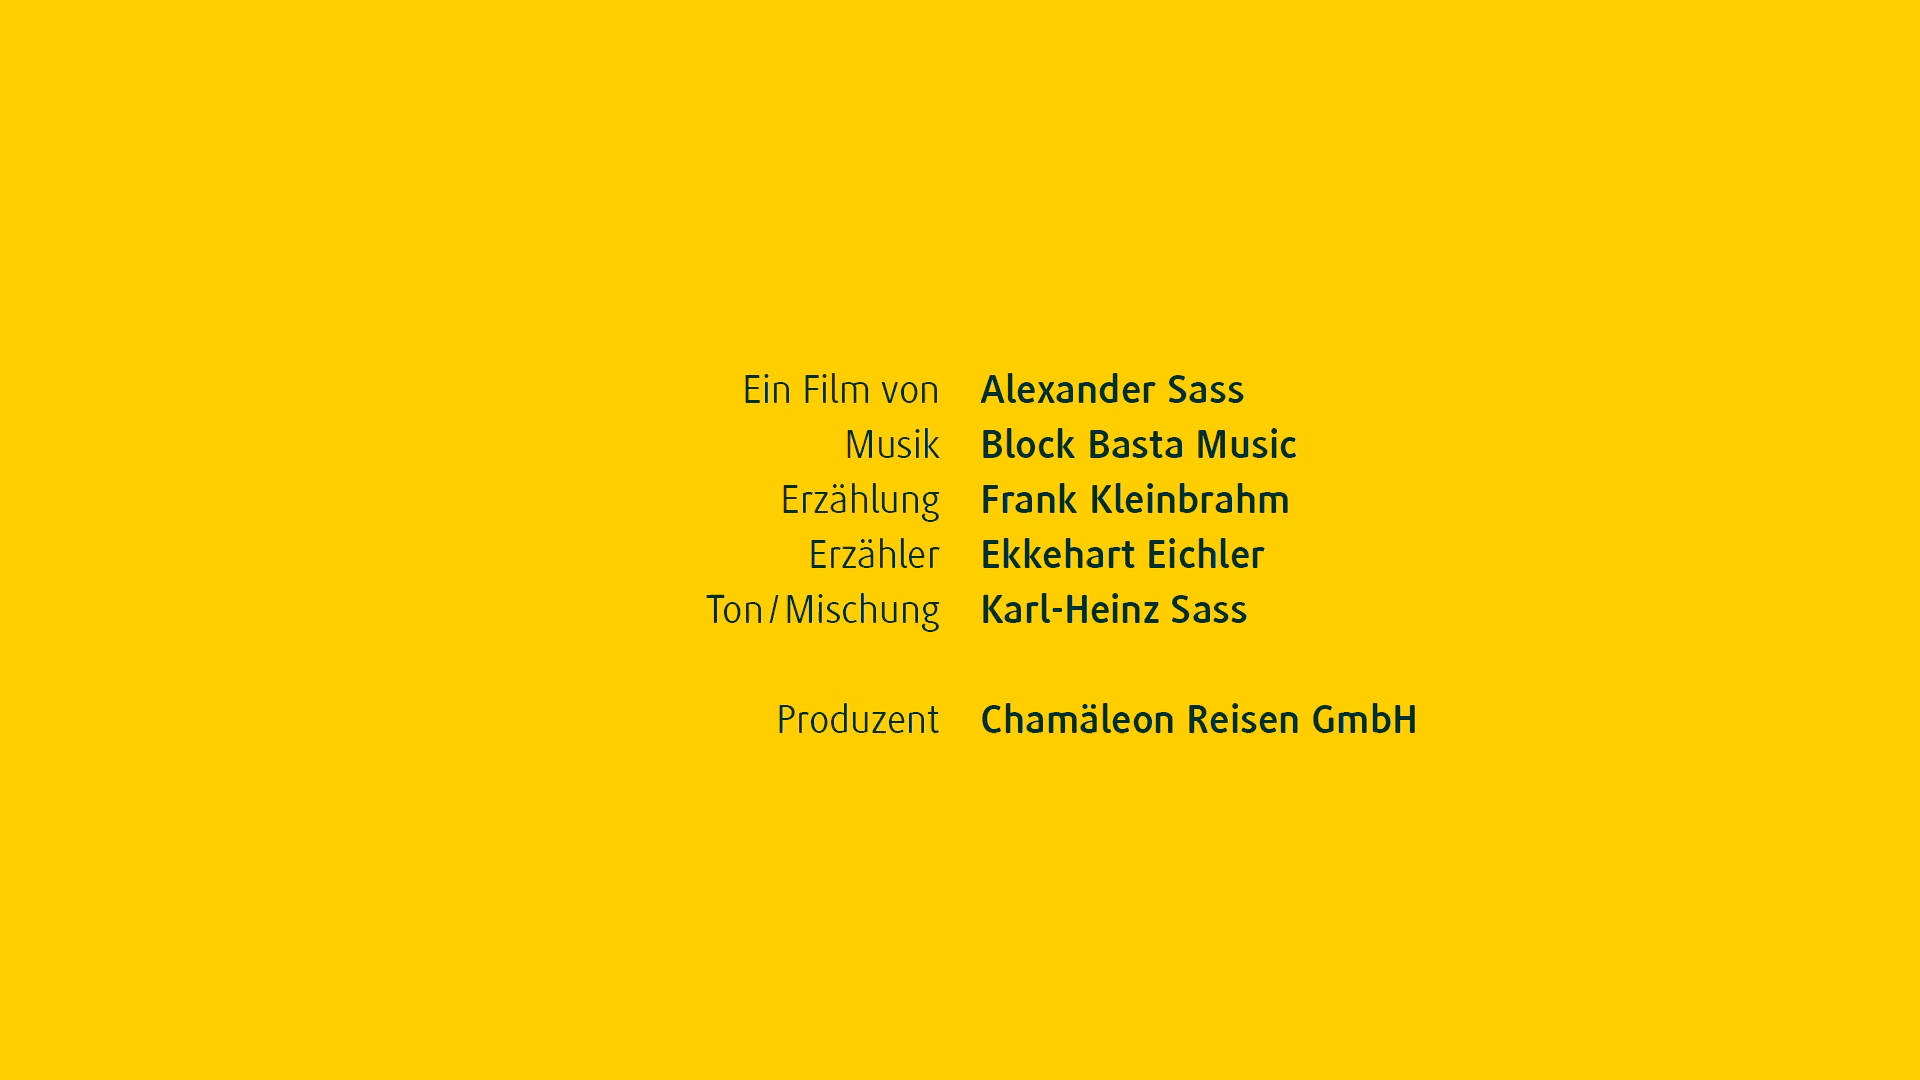 Ein Film von Alexander Sass
Musik Block Basta Music
Erzählung Frank Kleinbrahm
Erzähler Ekkehart Eichler
Ton/Mischung Karl-Heinz Sass
Produzent Chamäleon Reisen GmbH